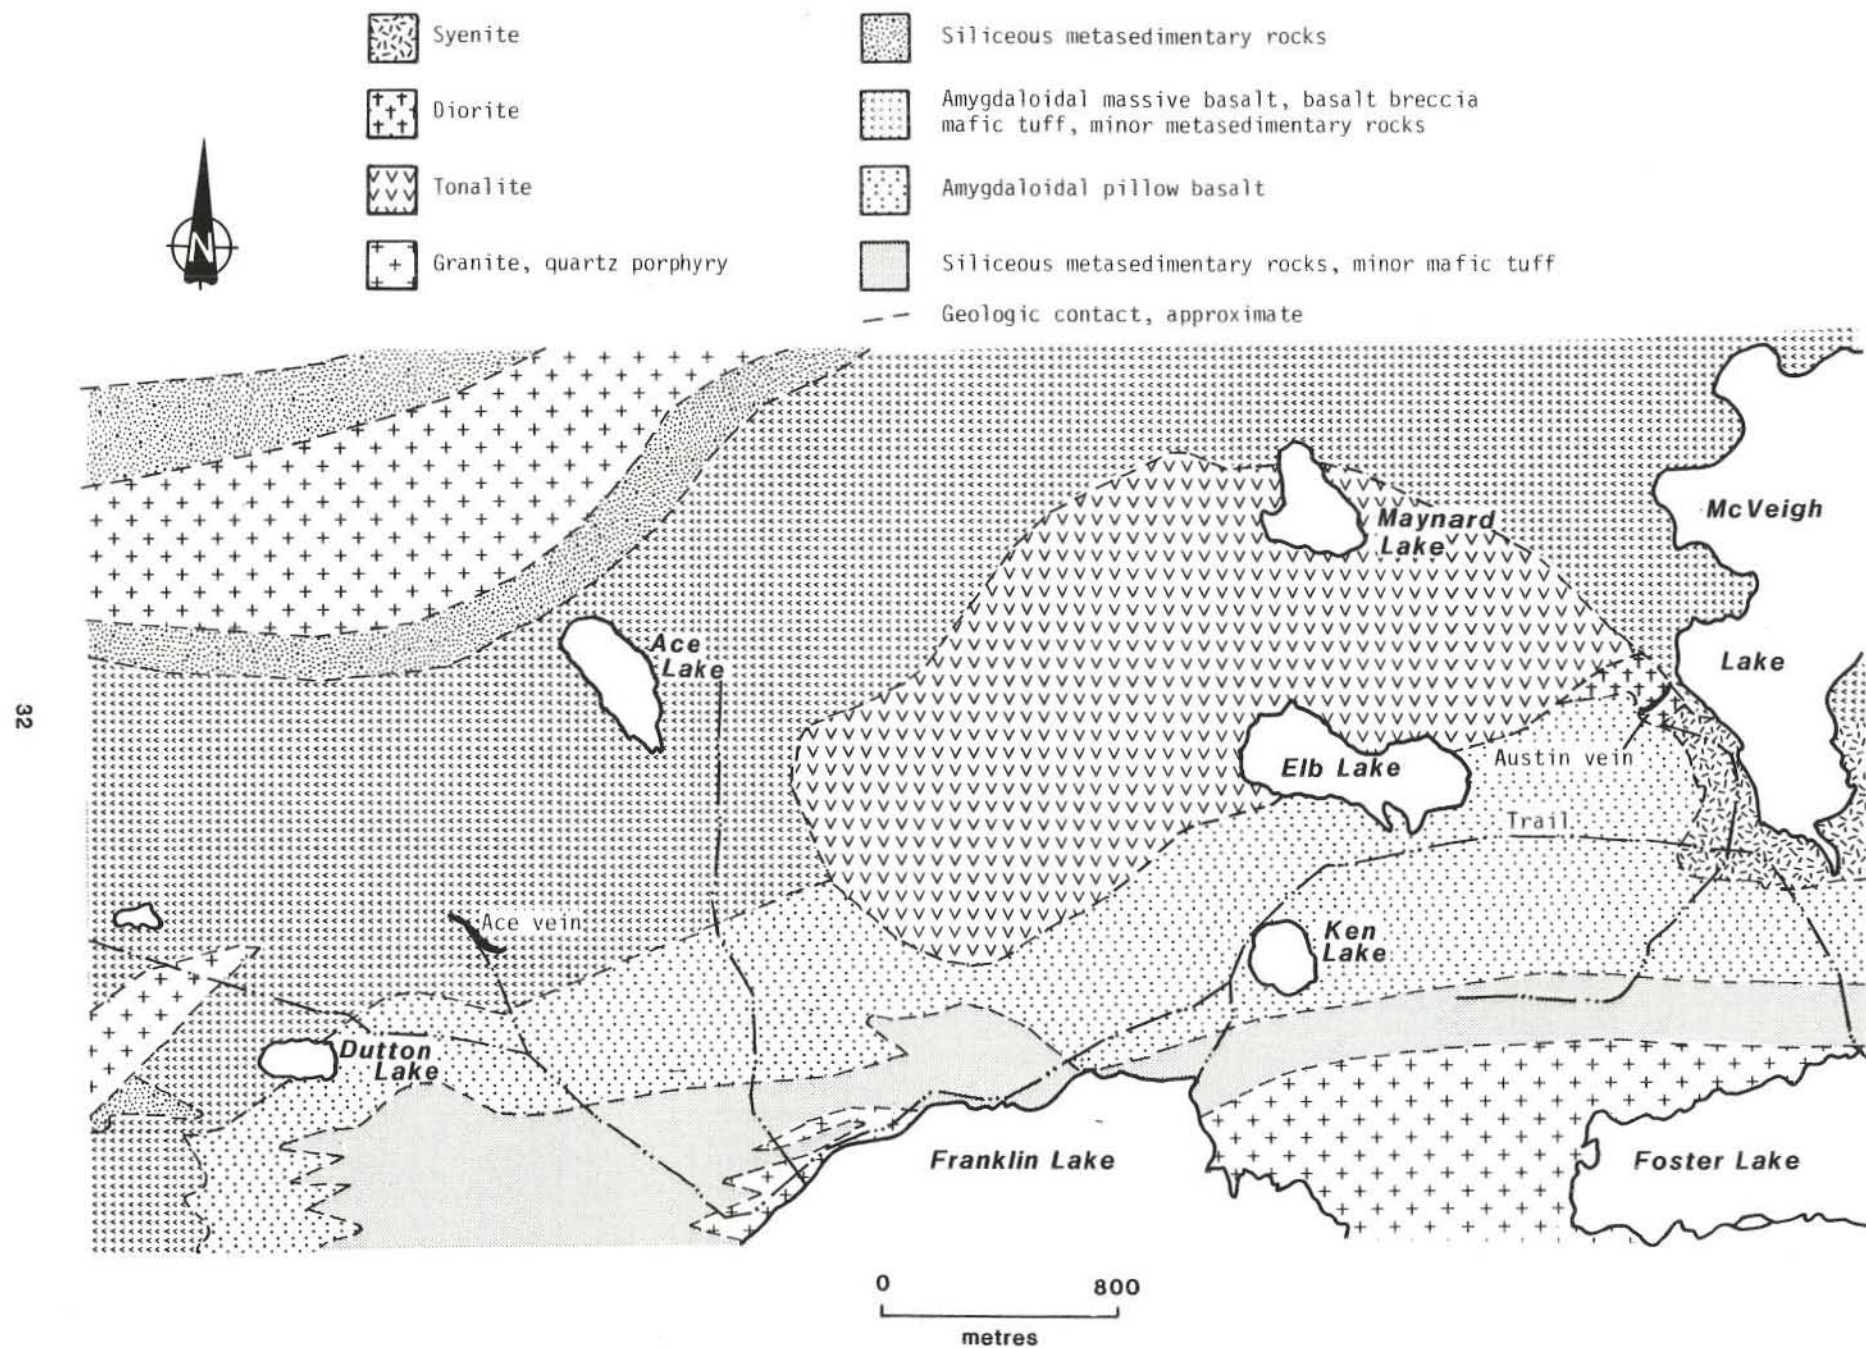 Syenite
Diorite
Tonalite
Granite, quartz porphyry
Siliceous metasedimentary rocks
Amygdaloidal massive basalt, basalt breccia
mafic tuff, minor metasedimentary rocks
Amygdaloidal pillow basalt
Siliceous metasedimentary rocks, minor mafic tuff
Geologic contact, approximate
N
Maynard
Lake
McVeigh
Lake
Ace
Lake
32
Elb Lake
Austin vein
Trail
Ace vein
Ken
Lake
Dutton
Lake
Franklin Lake
Foster Lake
0 800
metres